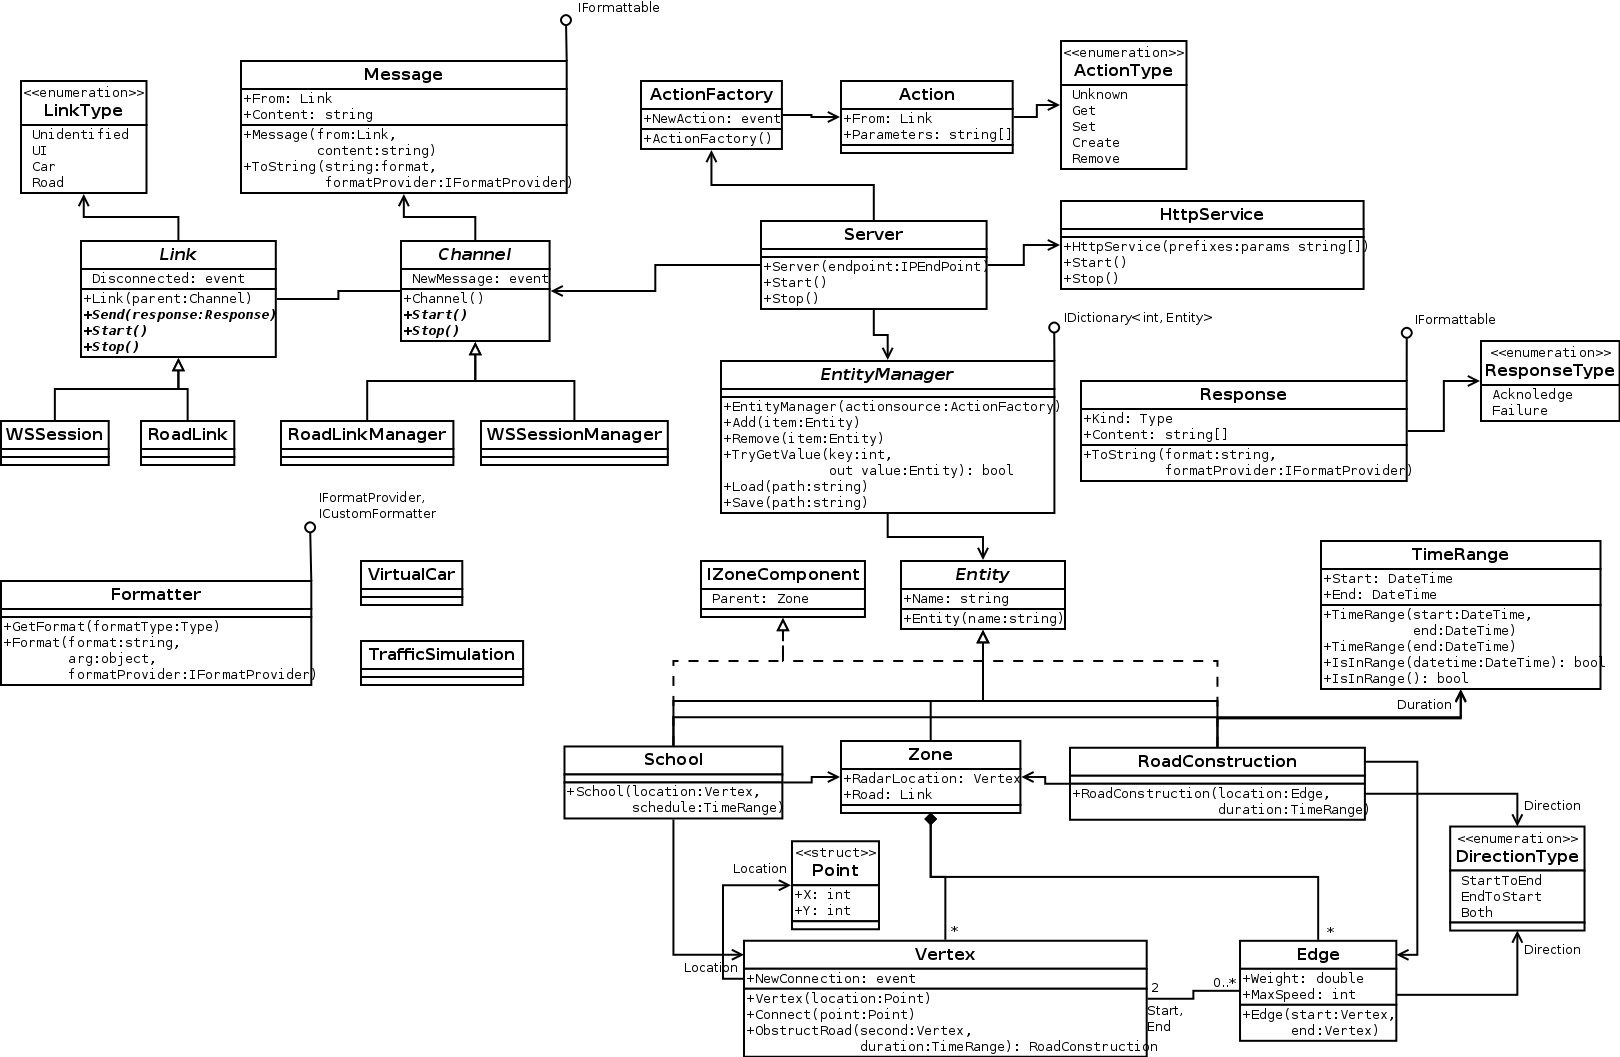 IFormattable
<<enumeration>>
LinkType
Unidentified
UI
Car
Road
Message
+From: Link
+Content: string
+Message(from:Link,
content:string)
+ToString(string:format,
formatProvider:IFormatProvider)
ActionFactory
+NewAction: event
+ActionFactory()
Action
+From: Link
+Parameters: string[]
<<enumeration>>
ActionType
Unknown
Get
Set
Create
Remove
Link
Disconnected: event
+Link(parent:Channel)
+Send(response:Response)
+Start()
+Stop()
Channel
NewMessage: event
+Channel()
+Start()
+Stop()
Server
+Server(endpoint:IPEndPoint)
+Start()
+Stop()
HttpService
+HttpService(prefixes:params string[])
+Start()
+Stop()
WSSession
RoadLink
RoadLinkManager
WSSessionManager
IDictionary<int, Entity>
EntityManager
+EntityManager(actionsource:ActionFactory)
+Add(item:Entity)
+Remove(item:Entity)
+TryGetValue(key:int,
out value:Entity): bool
+Load(path:string)
+Save(path:string)
IFormattable
Response
+Kind: Type
+Content: string[]
+ToString(format:string,
formatProvider:IFormatProvider)
<<enumeration>>
ResponseType
Acknoledge
Failure
IFormatProvider,
ICustomFormatter
Formatter
+GetFormat(formatType:Type)
+Format(format:string,
arg:object,
formatProvider:IFormatProvider)
VirtualCar
TrafficSimulation
IZoneComponent
Parent: Zone
Entity
+Name: string
+Entity(name:string)
TimeRange
+Start: DateTime
+End: DateTime
+TimeRange(start:DateTime,
end:DateTime)
+TimeRange(end:DateTime)
+IsInRange(datetime:DateTime): bool
+IsInRange(): bool
Duration
School
+School(location:Vertex,
schedule:TimeRange)
Zone
+RadarLocation: Vertex
+Road: Link
RoadConstruction
+RoadConstruction(location:Edge,
duration:TimeRange)
Direction
<<enumeration>>
DirectionType
StartToEnd
EndToStart
Both
Direction
Location
<<struct>>
Point
+X: int
+Y: int
*
*
Location
Vertex
+NewConnection: event
+Vertex(location:Point)
+Connect(point:Point)
+ObstructRoad(second:Vertex,
duration:TimeRange): RoadConstruction
2
Start,
End
0..*
Edge
+Weight: double
+MaxSpeed: int
+Edge(start:Vertex,
end:Vertex)